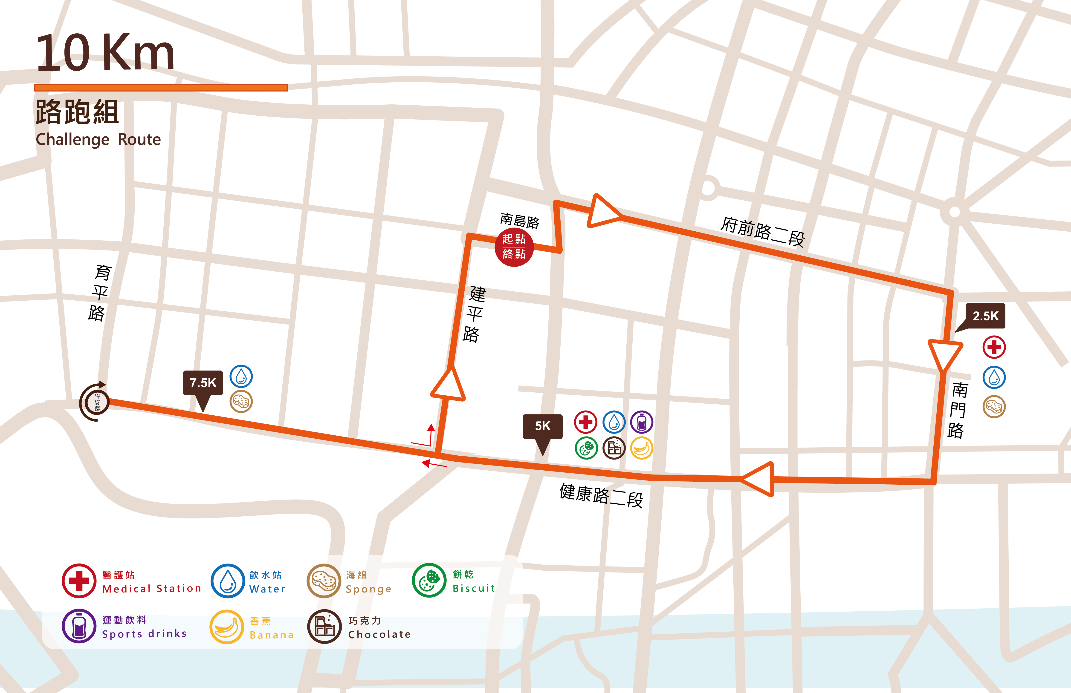 10 Km
路跑組
Challenge Route
南島路
起點
終點
府前路二段
育平路
建平路
2.5K
7.5K
南門路
5K
健康路二段
醫護站
Medical Station
飲水站
Water
海綿
Sponge
餅乾
Biscuit
運動飲料
Sports drinks
香蕉
Banana
巧克力
Chocolate